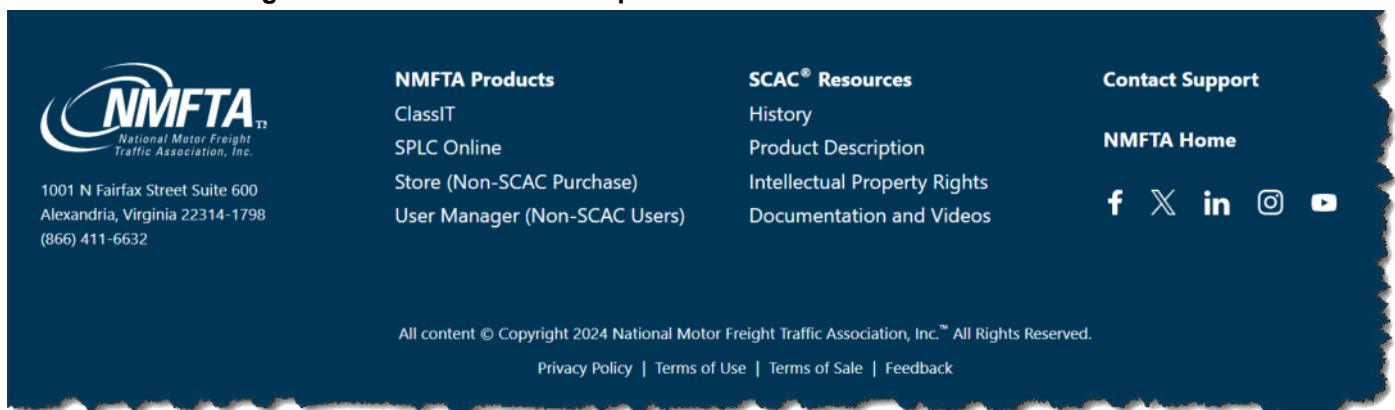 NMFTA
National Motor Freight
Traffic Association, Inc.
1001 N Fairfax Street Suite 600
Alexandria, Virginia 22314-1798
(866) 411-6632
NMFTA Products
ClassIT
SPLC Online
Store (Non-SCAC Purchase)
User Manager (Non-SCAC Users)
SCAC® Resources
History
Product Description
Intellectual Property Rights
Documentation and Videos
Contact Support
NMFTA Home
All content © Copyright 2024 National Motor Freight Traffic Association, Inc.™ All Rights Reserved.
Privacy Policy | Terms of Use | Terms of Sale | Feedback